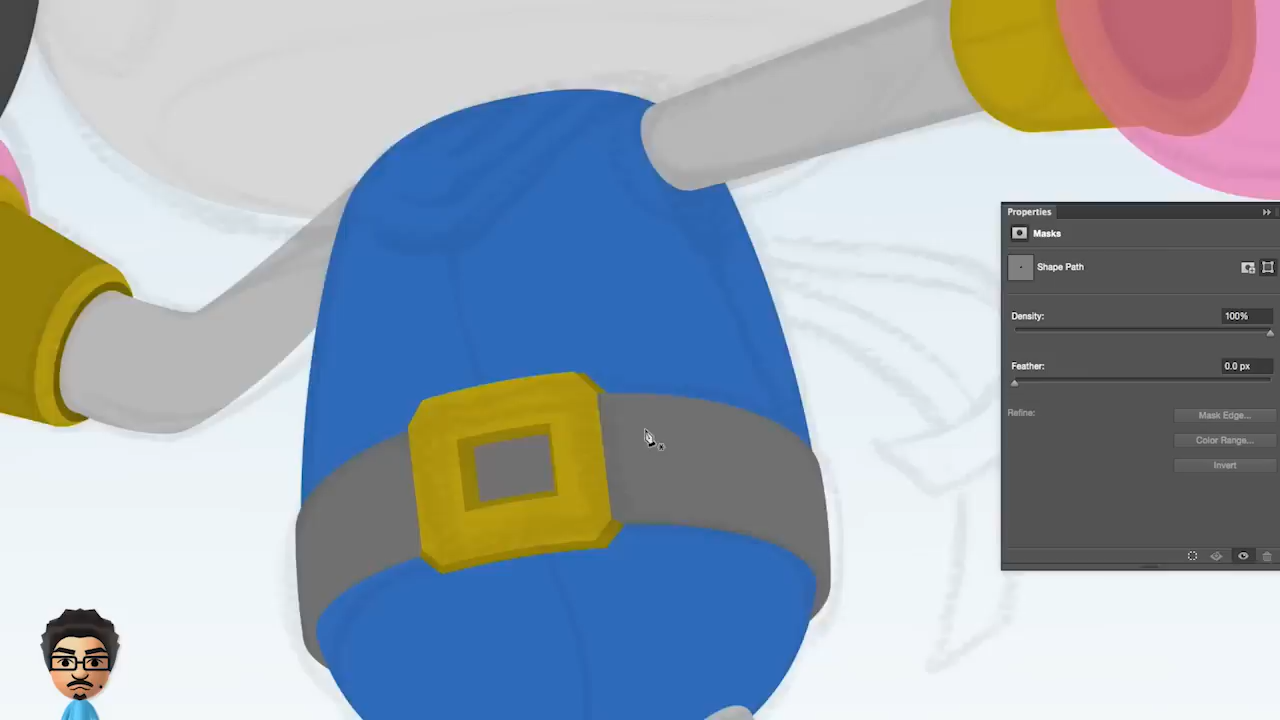 Properties
Masks
Shape Path
Density: 100%
Feather: 0.0 px
Refine:
Mask Edge...
Color Range...
Invert